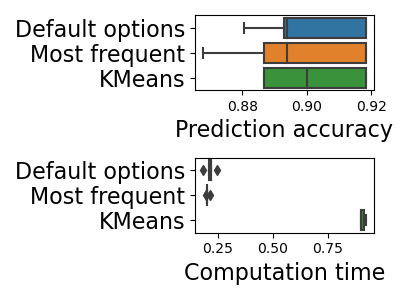 Default options
Most frequent
KMeans
0.88 0.90 0.92
Prediction accuracy
Default options
Most frequent
KMeans
0.25 0.50 0.75
Computation time